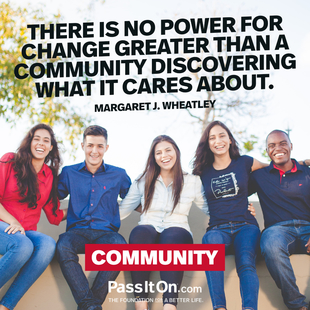 THERE IS NO POWER FOR
CHANGE GREATER THAN A
COMMUNITY DISCOVERING
WHAT IT CARES ABOUT.
MARGARET J. WHEATLEY
COMMUNITY
PassItOn.com
THE FOUNDATION FOR A BETTER LIFE.